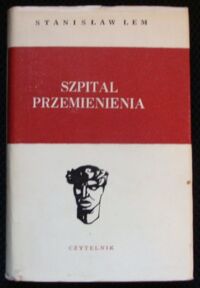 STANISŁAW LEM
SZPITAL
PRZEMIENIENIA
CZYTELNIK